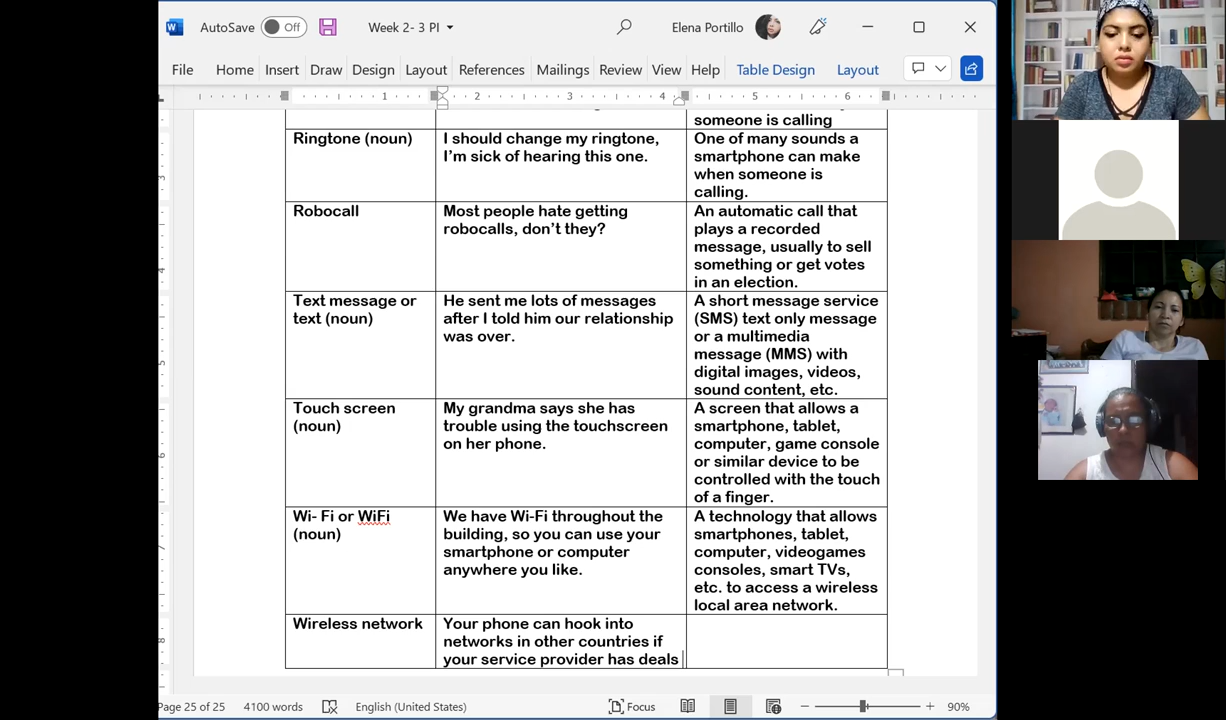 AutoSave Off Week 2- 3 PI Elena Portillo
File Home Insert Draw Design Layout References Mailings Review View Help Table Design Layout
1 2 3 4 5 6
someone is calling
Ringtone (noun)
I should change my ringtone,
I'm sick of hearing this one.
One of many sounds a
smartphone can make
when someone is
calling.
Robocall
Most people hate getting
robocalls, don't they?
An automatic call that
plays a recorded
message, usually to sell
something or get votes
in an election.
Text message or
text (noun)
He sent me lots of messages
after I told him our relationship
was over.
A short message service
(SMS) text only message
or a multimedia
message (MMS) with
digital images, videos,
sound content, etc.
Touch screen
(noun)
My grandma says she has
trouble using the touchscreen
on her phone.
A screen that allows a
smartphone, tablet,
computer, game console
or similar device to be
controlled with the touch
of a finger.
Wi- Fi or WiFi
(noun)
We have Wi-Fi throughout the
building, so you can use your
smartphone or computer
anywhere you like.
A technology that allows
smartphones, tablet,
computer, videogames
consoles, smart TVs,
etc. to access a wireless
local area network.
Wireless network
Your phone can hook into
networks in other countries if
your service provider has deals
Page 25 of 25 4100 words English (United States) Focus 90%